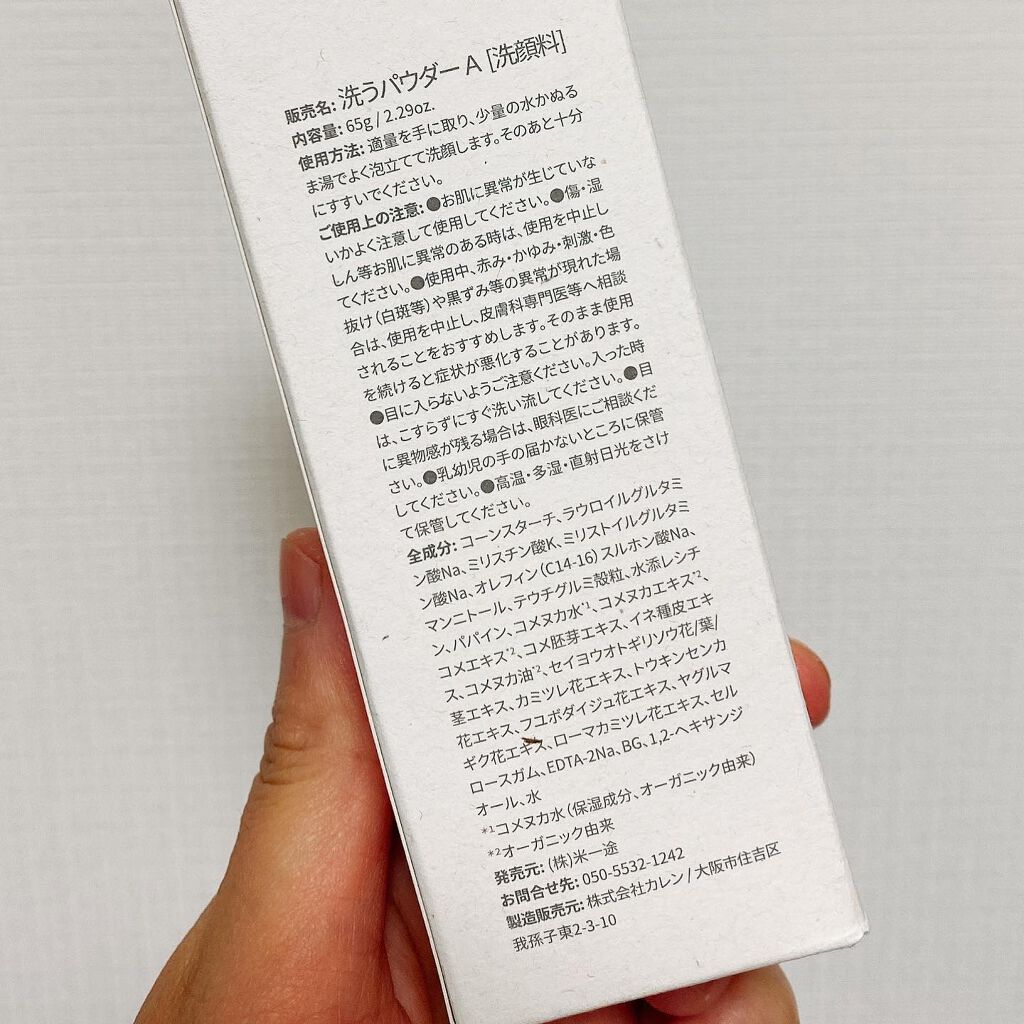 販売名: 洗うパウダーA [洗顔料]
内容量: 65g / 2.29oz.
使用方法: 適量を手に取り、少量の水かぬる
ま湯でよく泡立てて洗顔します。そのあと十分
にすすいでください。
ご使用上の注意: ●お肌に異常が生じていな
いかよく注意して使用してください。●傷・湿
しん等お肌に異常のある時は、使用を中止し
てください。●使用中、赤み・かゆみ・刺激・色
抜け（白斑等）や黒ずみ等の異常が現れた場
合は、使用を中止し、皮膚科専門医等へ相談
されることをおすすめします。そのまま使用
を続けると症状が悪化することがあります。
●目に入らないようご注意ください。入った時
は、こすらずにすぐ洗い流してください。●目
に異物感が残る場合は、眼科医にご相談くだ
さい。●乳幼児の手の届かないところに保管
してください。●高温・多湿・直射日光をさけ
て保管してください。
全成分: コーンスターチ、ラウロイルグルタミ
ン酸Na、ミリスチン酸K、ミリストイルグルタミ
ン酸Na、オレフィン（C14-16）スルホン酸Na、
マンニトール、テウチグルミ殻粒、水添レシチ
ン、パパイン、コメヌカ水*1、コメヌカエキス*2、
コメエキス*2、コメ胚芽エキス、イネ種皮エキ
ス、コメヌカ油*2、セイヨウオトギリソウ花/葉/
茎エキス、カミツレ花エキス、トウキンセンカ
花エキス、フユボダイジュ花エキス、ヤグルマ
ギク花エキス、ローマカミツレ花エキス、セル
ロースガム、EDTA-2Na、BG、1,2-ヘキサンジ
オール、水
*1コメヌカ水（保湿成分、オーガニック由来）
*2オーガニック由来
発売元: （株）米一途
お問合せ先: 050-5532-1242
製造販売元: 株式会社カレン / 大阪市住吉区
我孫子東2-3-10